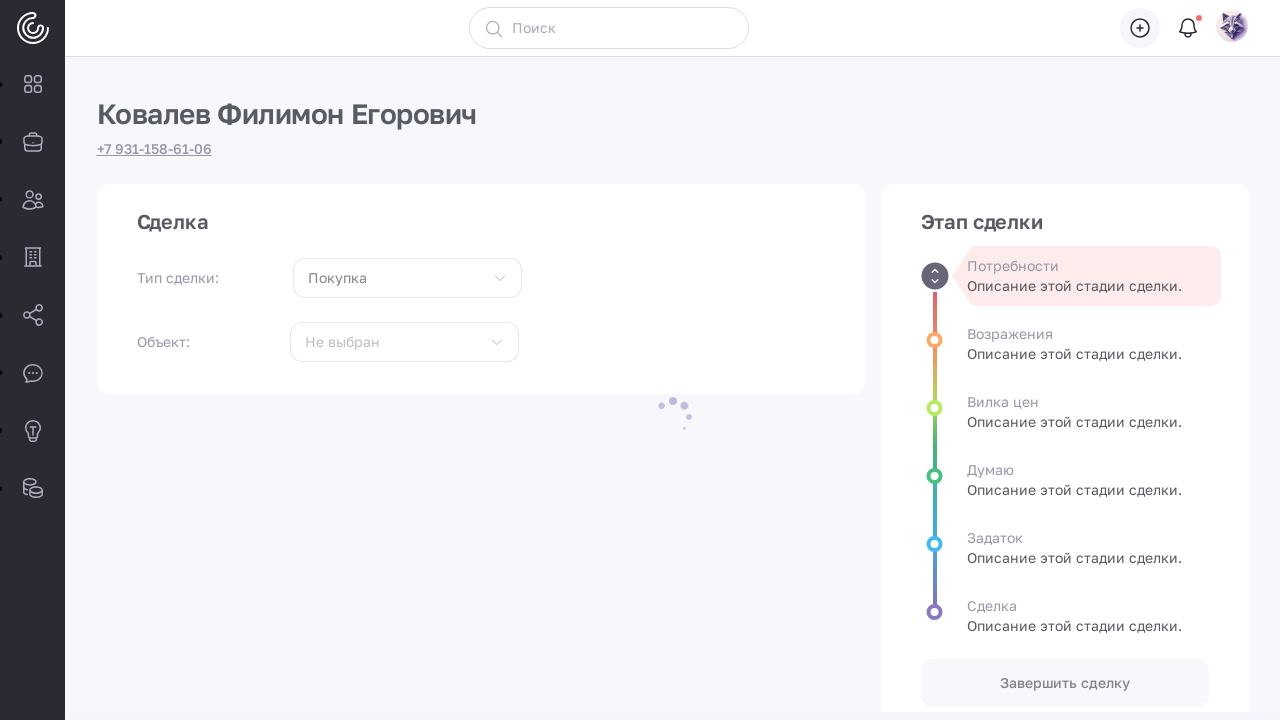 Поиск
Ковалев Филимон Егорович
+7 931-158-61-06
Сделка
Тип сделки:
Покупка
Объект:
Не выбран
Этап сделки
Потребности
Описание этой стадии сделки.
Возражения
Описание этой стадии сделки.
Вилка цен
Описание этой стадии сделки.
Думаю
Описание этой стадии сделки.
Задаток
Описание этой стадии сделки.
Сделка
Описание этой стадии сделки.
Завершить сделку